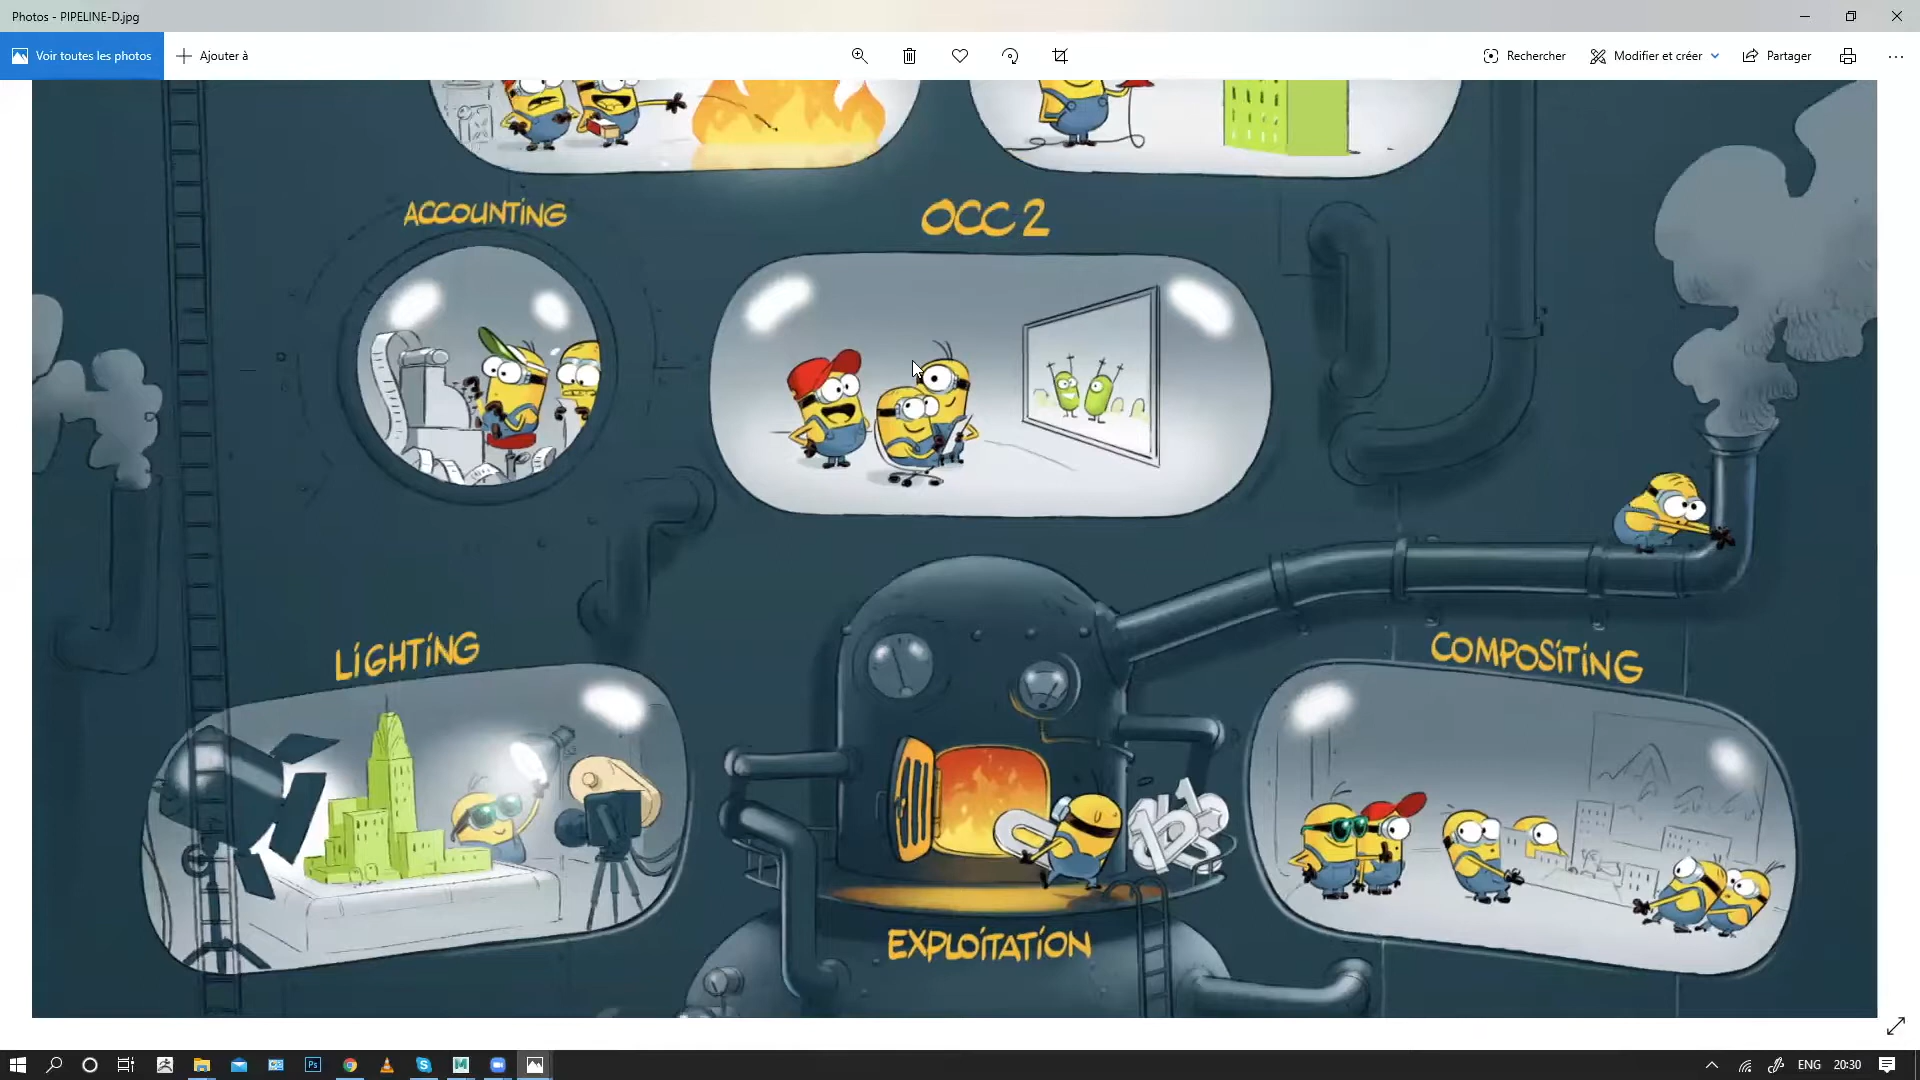 Photos - PIPELINE-D.jpg
Voir toutes les photos
Ajouter à
Rechercher
Modifier et créer
Partager
ACCOUNTiNG
OCC 2
LiGHTiNG
COMPOSiTiNG
EXPLOiTATiON
Ps
ENG
20:30